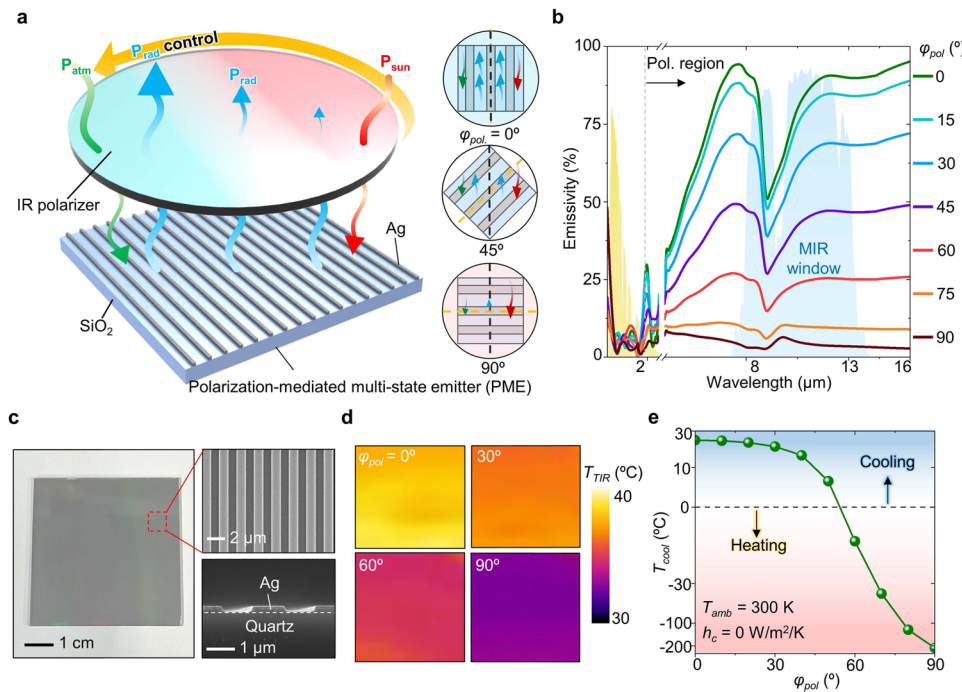 a
P_rad control
P_atm
P_rad
P_sun
IR polarizer
Ag
SiO₂
Polarization-mediated multi-state emitter (PME)
φ_pol. = 0º
45º
90º
b
100
75
50
25
0
Emissivity (%)
Pol. region
MIR
window
2
4
8
12
16
Wavelength (μm)
φ_pol (º)
0
15
30
45
60
75
90
c
1 cm
2 μm
Ag
Quartz
1 μm
d
φ_pol = 0º
30º
60º
90º
T_TIR (ºC)
40
30
e
30
10
0
-30
-100
-200
T_cool (ºC)
Cooling
Heating
T_amb = 300 K
h_c = 0 W/m²/K
0
30
60
90
φ_pol (º)